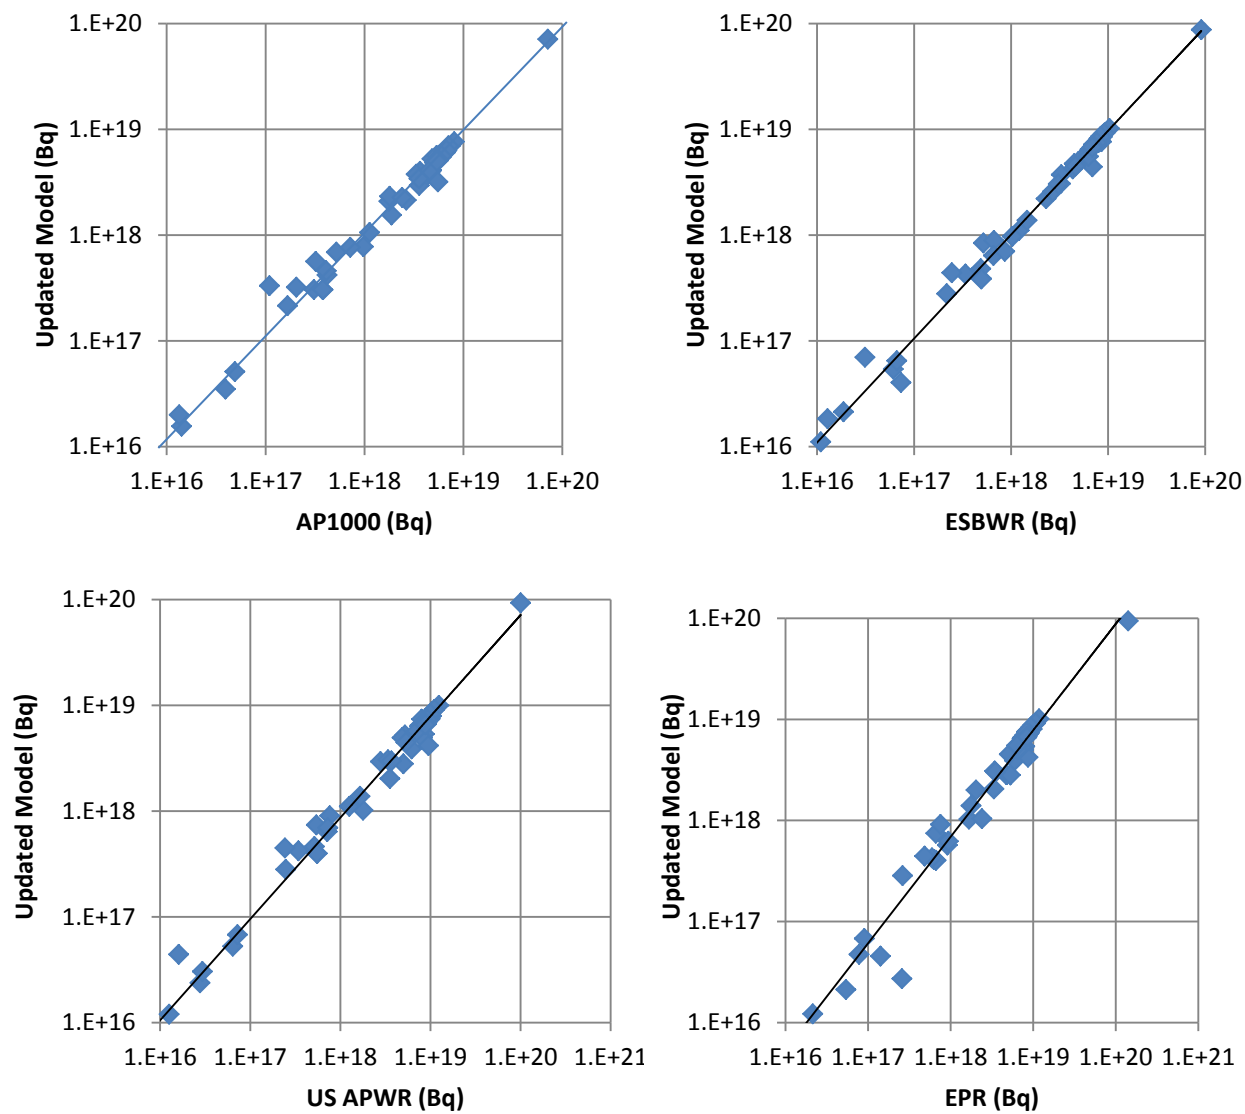 1.E+20
1.E+19
1.E+18
1.E+17
1.E+16
1.E+16 1.E+17 1.E+18 1.E+19 1.E+20
Updated Model (Bq)
AP1000 (Bq)
1.E+20
1.E+19
1.E+18
1.E+17
1.E+16
1.E+16 1.E+17 1.E+18 1.E+19 1.E+20
Updated Model (Bq)
ESBWR (Bq)
1.E+20
1.E+19
1.E+18
1.E+17
1.E+16
1.E+16 1.E+17 1.E+18 1.E+19 1.E+20 1.E+21
Updated Model (Bq)
US APWR (Bq)
1.E+20
1.E+19
1.E+18
1.E+17
1.E+16
1.E+16 1.E+17 1.E+18 1.E+19 1.E+20 1.E+21
Updated Model (Bq)
EPR (Bq)